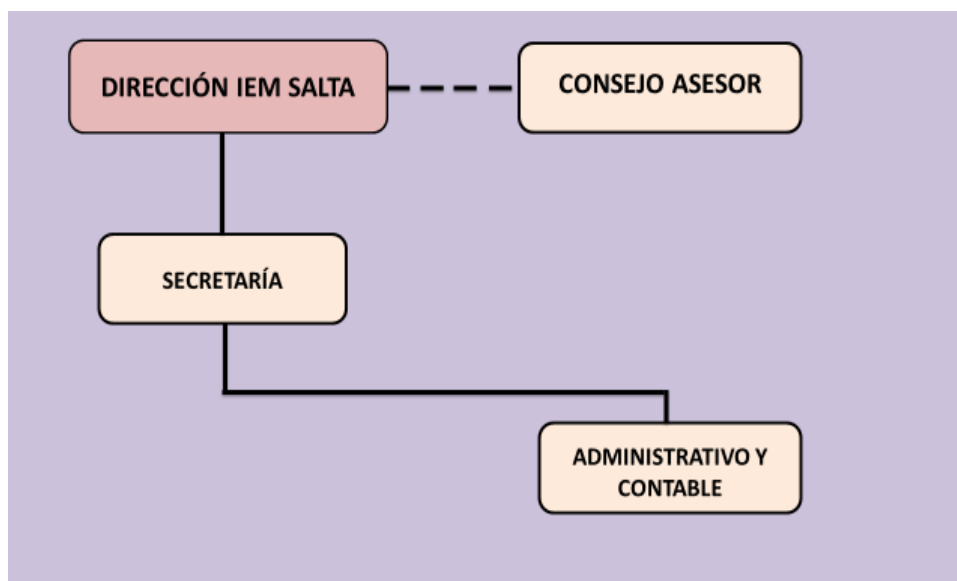 DIRECCIÓN IEM SALTA
CONSEJO ASESOR
SECRETARÍA
ADMINISTRATIVO Y
CONTABLE